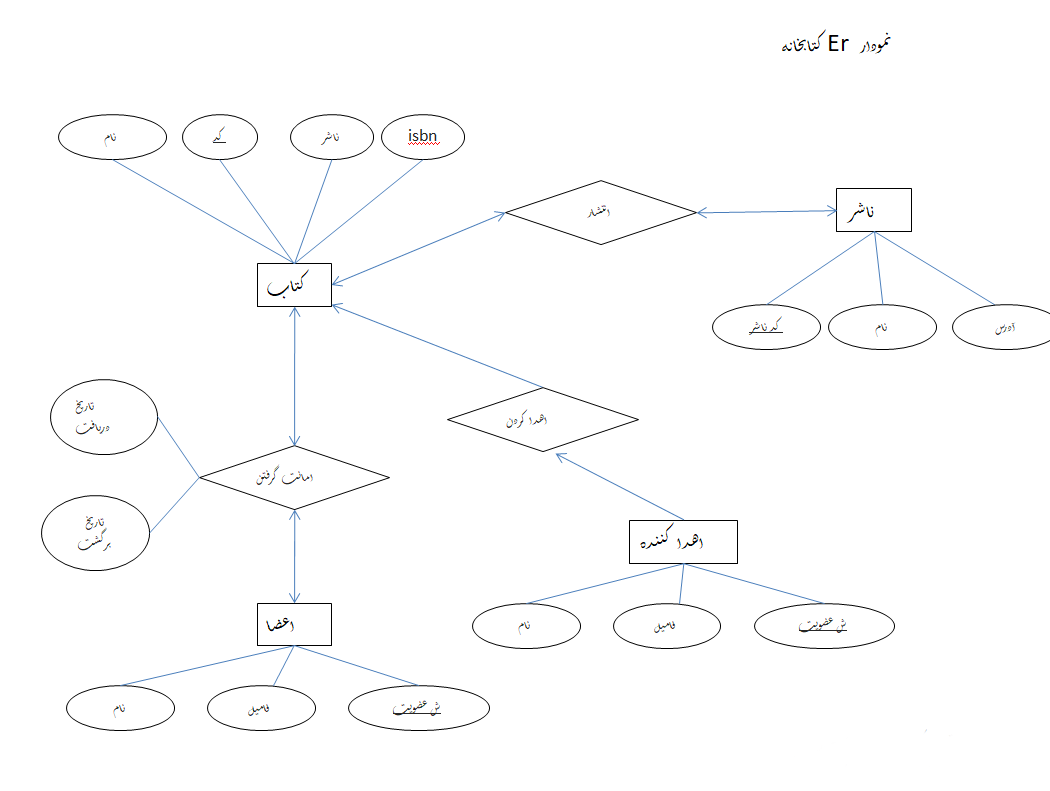 نمودار Er کتابخانه
نام
کد
ناشر
isbn
انتشار
ناشر
کتاب
کد ناشر
نام
آدرس
تاریخ
دریافت
اهدا کردن
امانت گرفتن
تاریخ
برگشت
اهدا کننده
اعضا
نام
فامیل
ش عضویت
نام
فامیل
ش عضویت